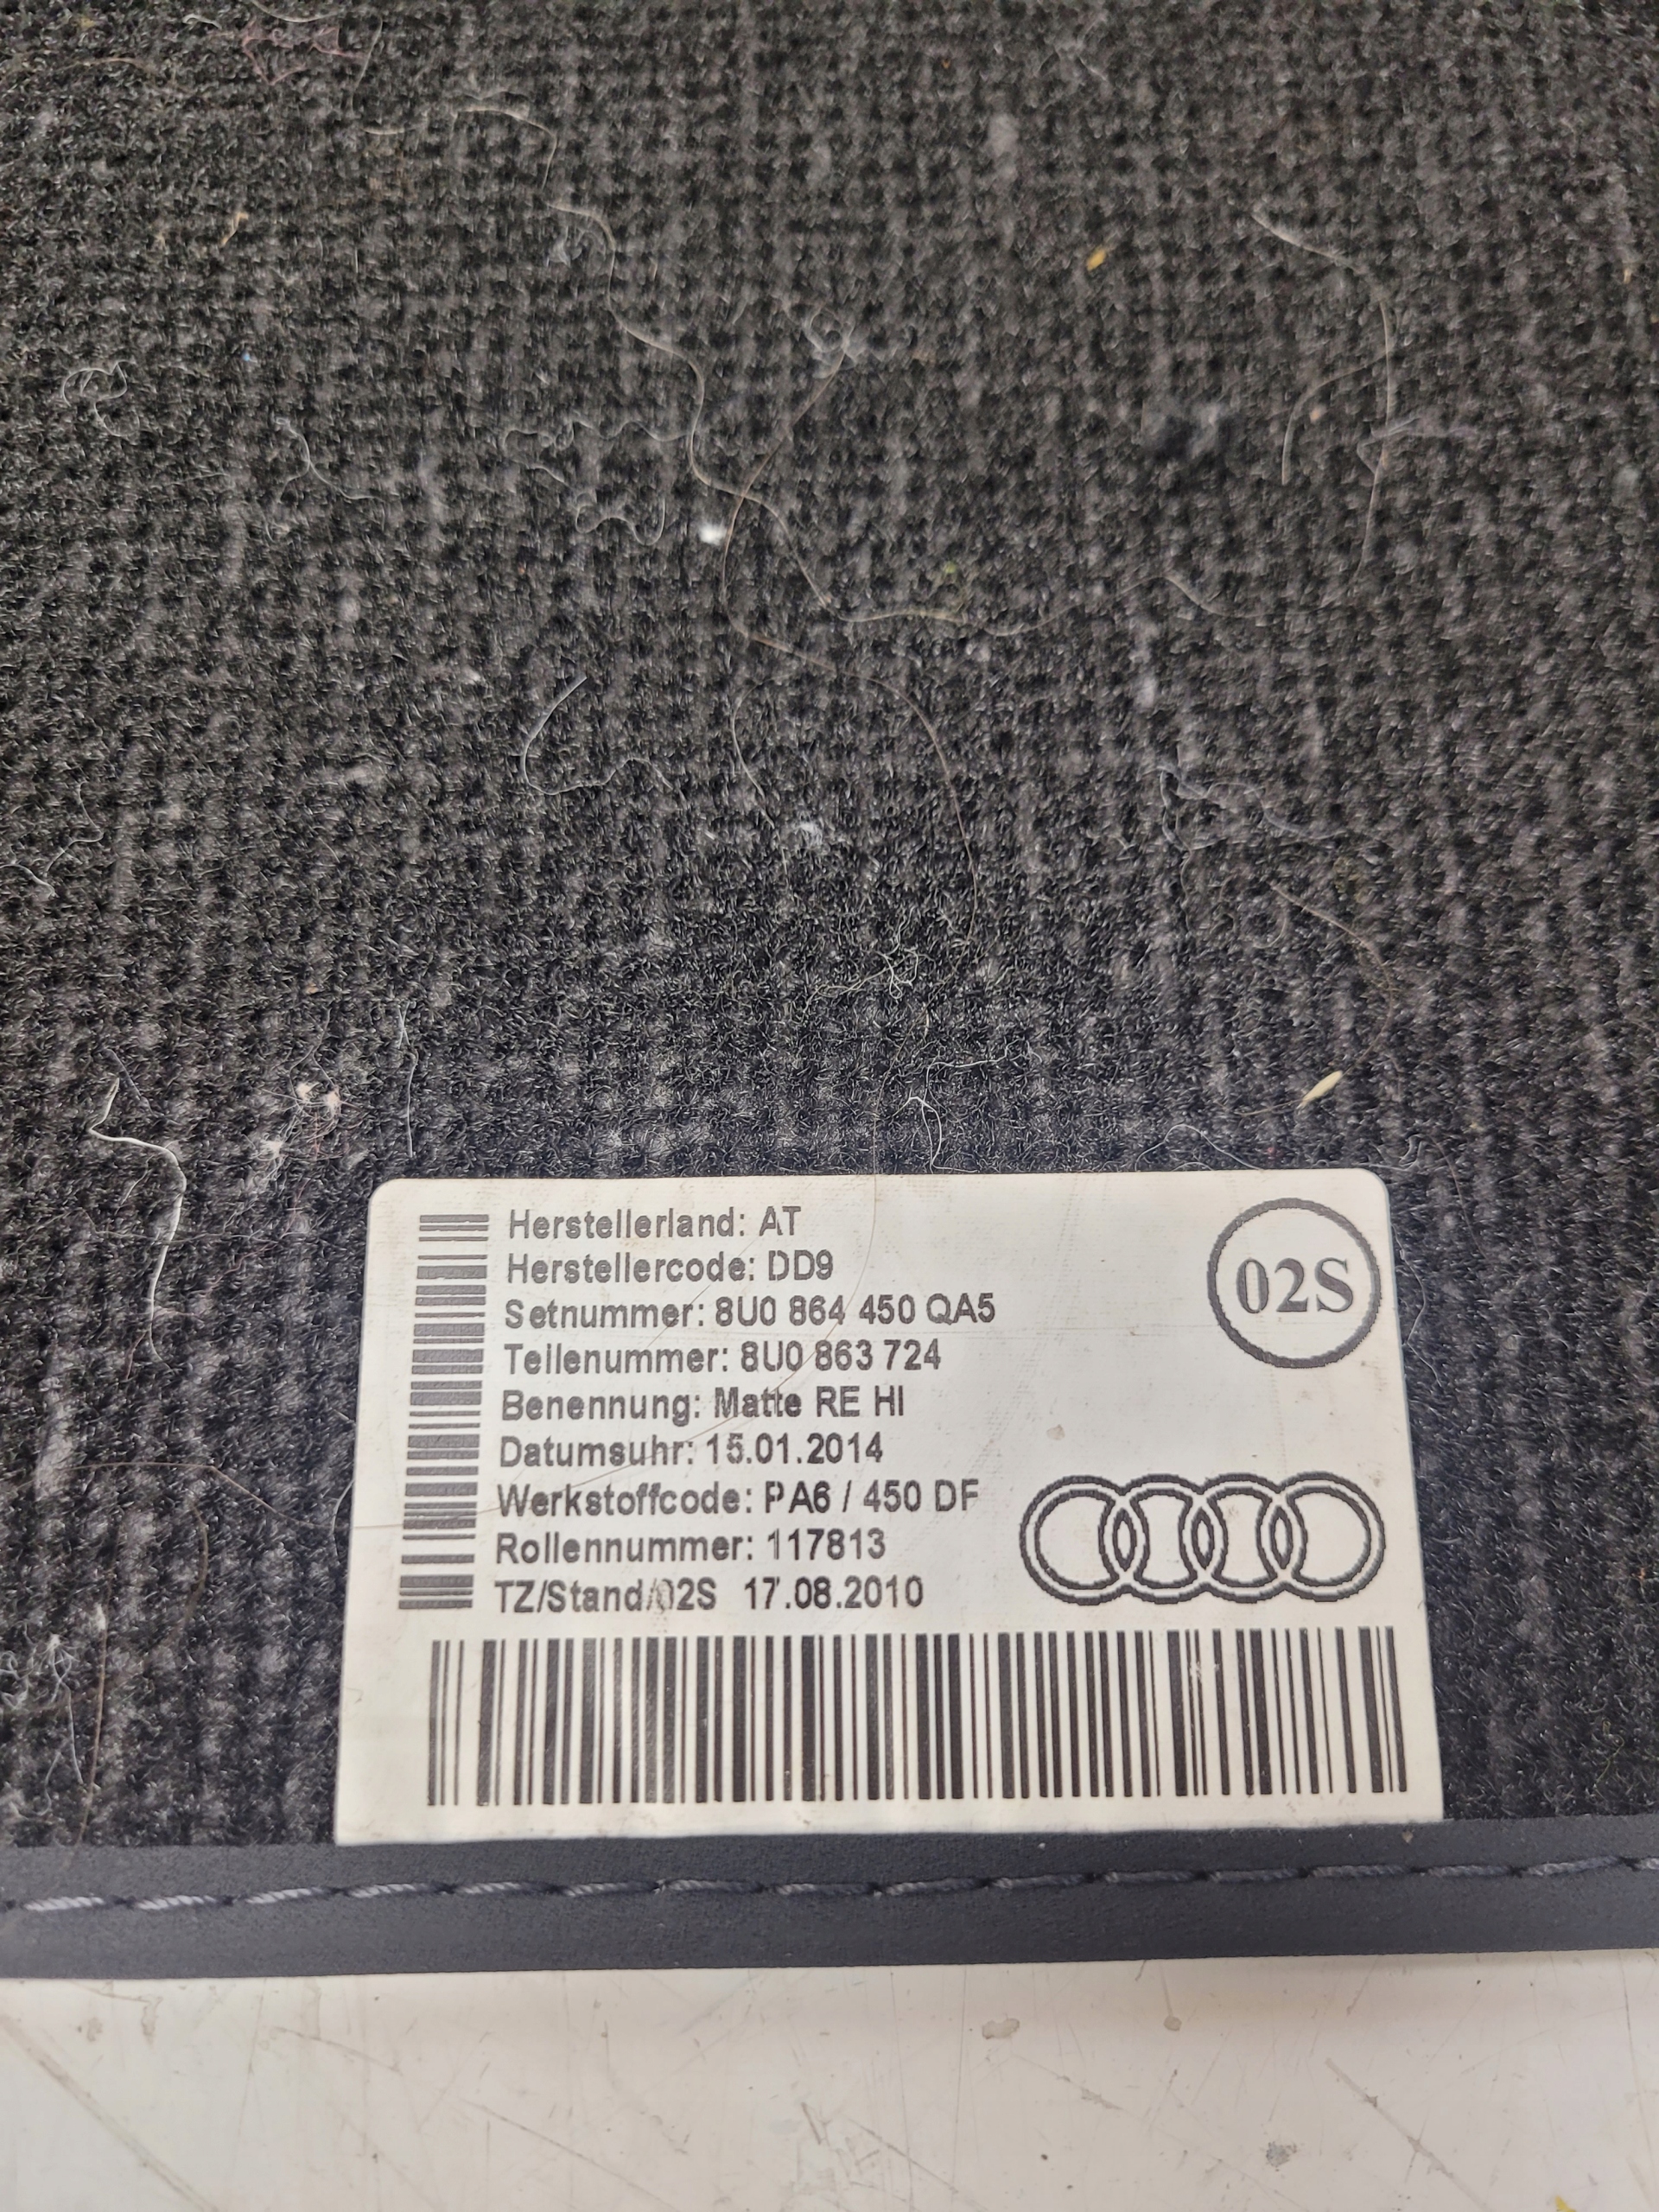 Herstellerland: AT
Herstellercode: DD9
Setnummer: 8U0 864 450 QA5
Teilenummer: 8U0 863 724
Benennung: Matte RE HI
Datumsuhr: 15.01.2014
Werkstoffcode: PA6 / 450 DF
Rollennummer: 117813
TZ/Stand/02S 17.08.2010
02S